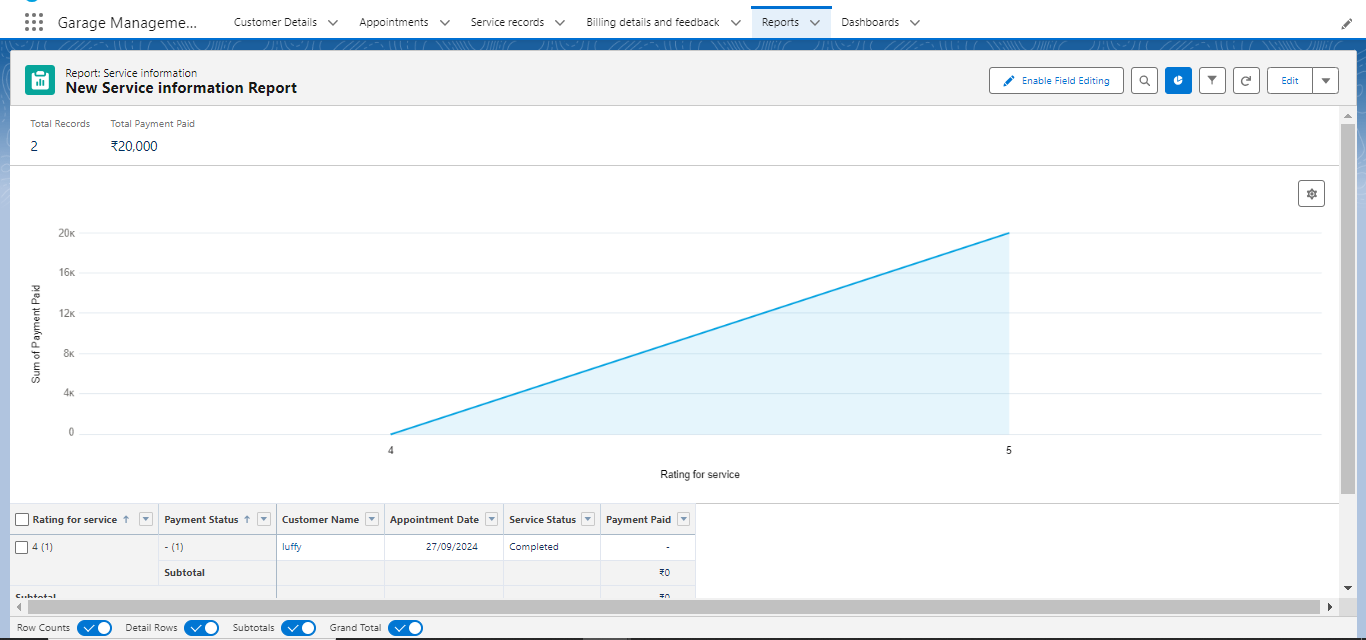 Garage Manageme...
Customer Details
Appointments
Service records
Billing details and feedback
Reports
Dashboards
Report: Service information
New Service information Report
Enable Field Editing
Edit
Total Records
Total Payment Paid
2
₹20,000
20K
16K
12K
8K
4K
0
Sum of Payment Paid
4
5
Rating for service
Rating for service ↑
Payment Status ↑
Customer Name
Appointment Date
Service Status
Payment Paid
4 (1)
- (1)
luffy
27/09/2024
Completed
-
Subtotal
₹0
Subtotal
₹0
Row Counts
Detail Rows
Subtotals
Grand Total